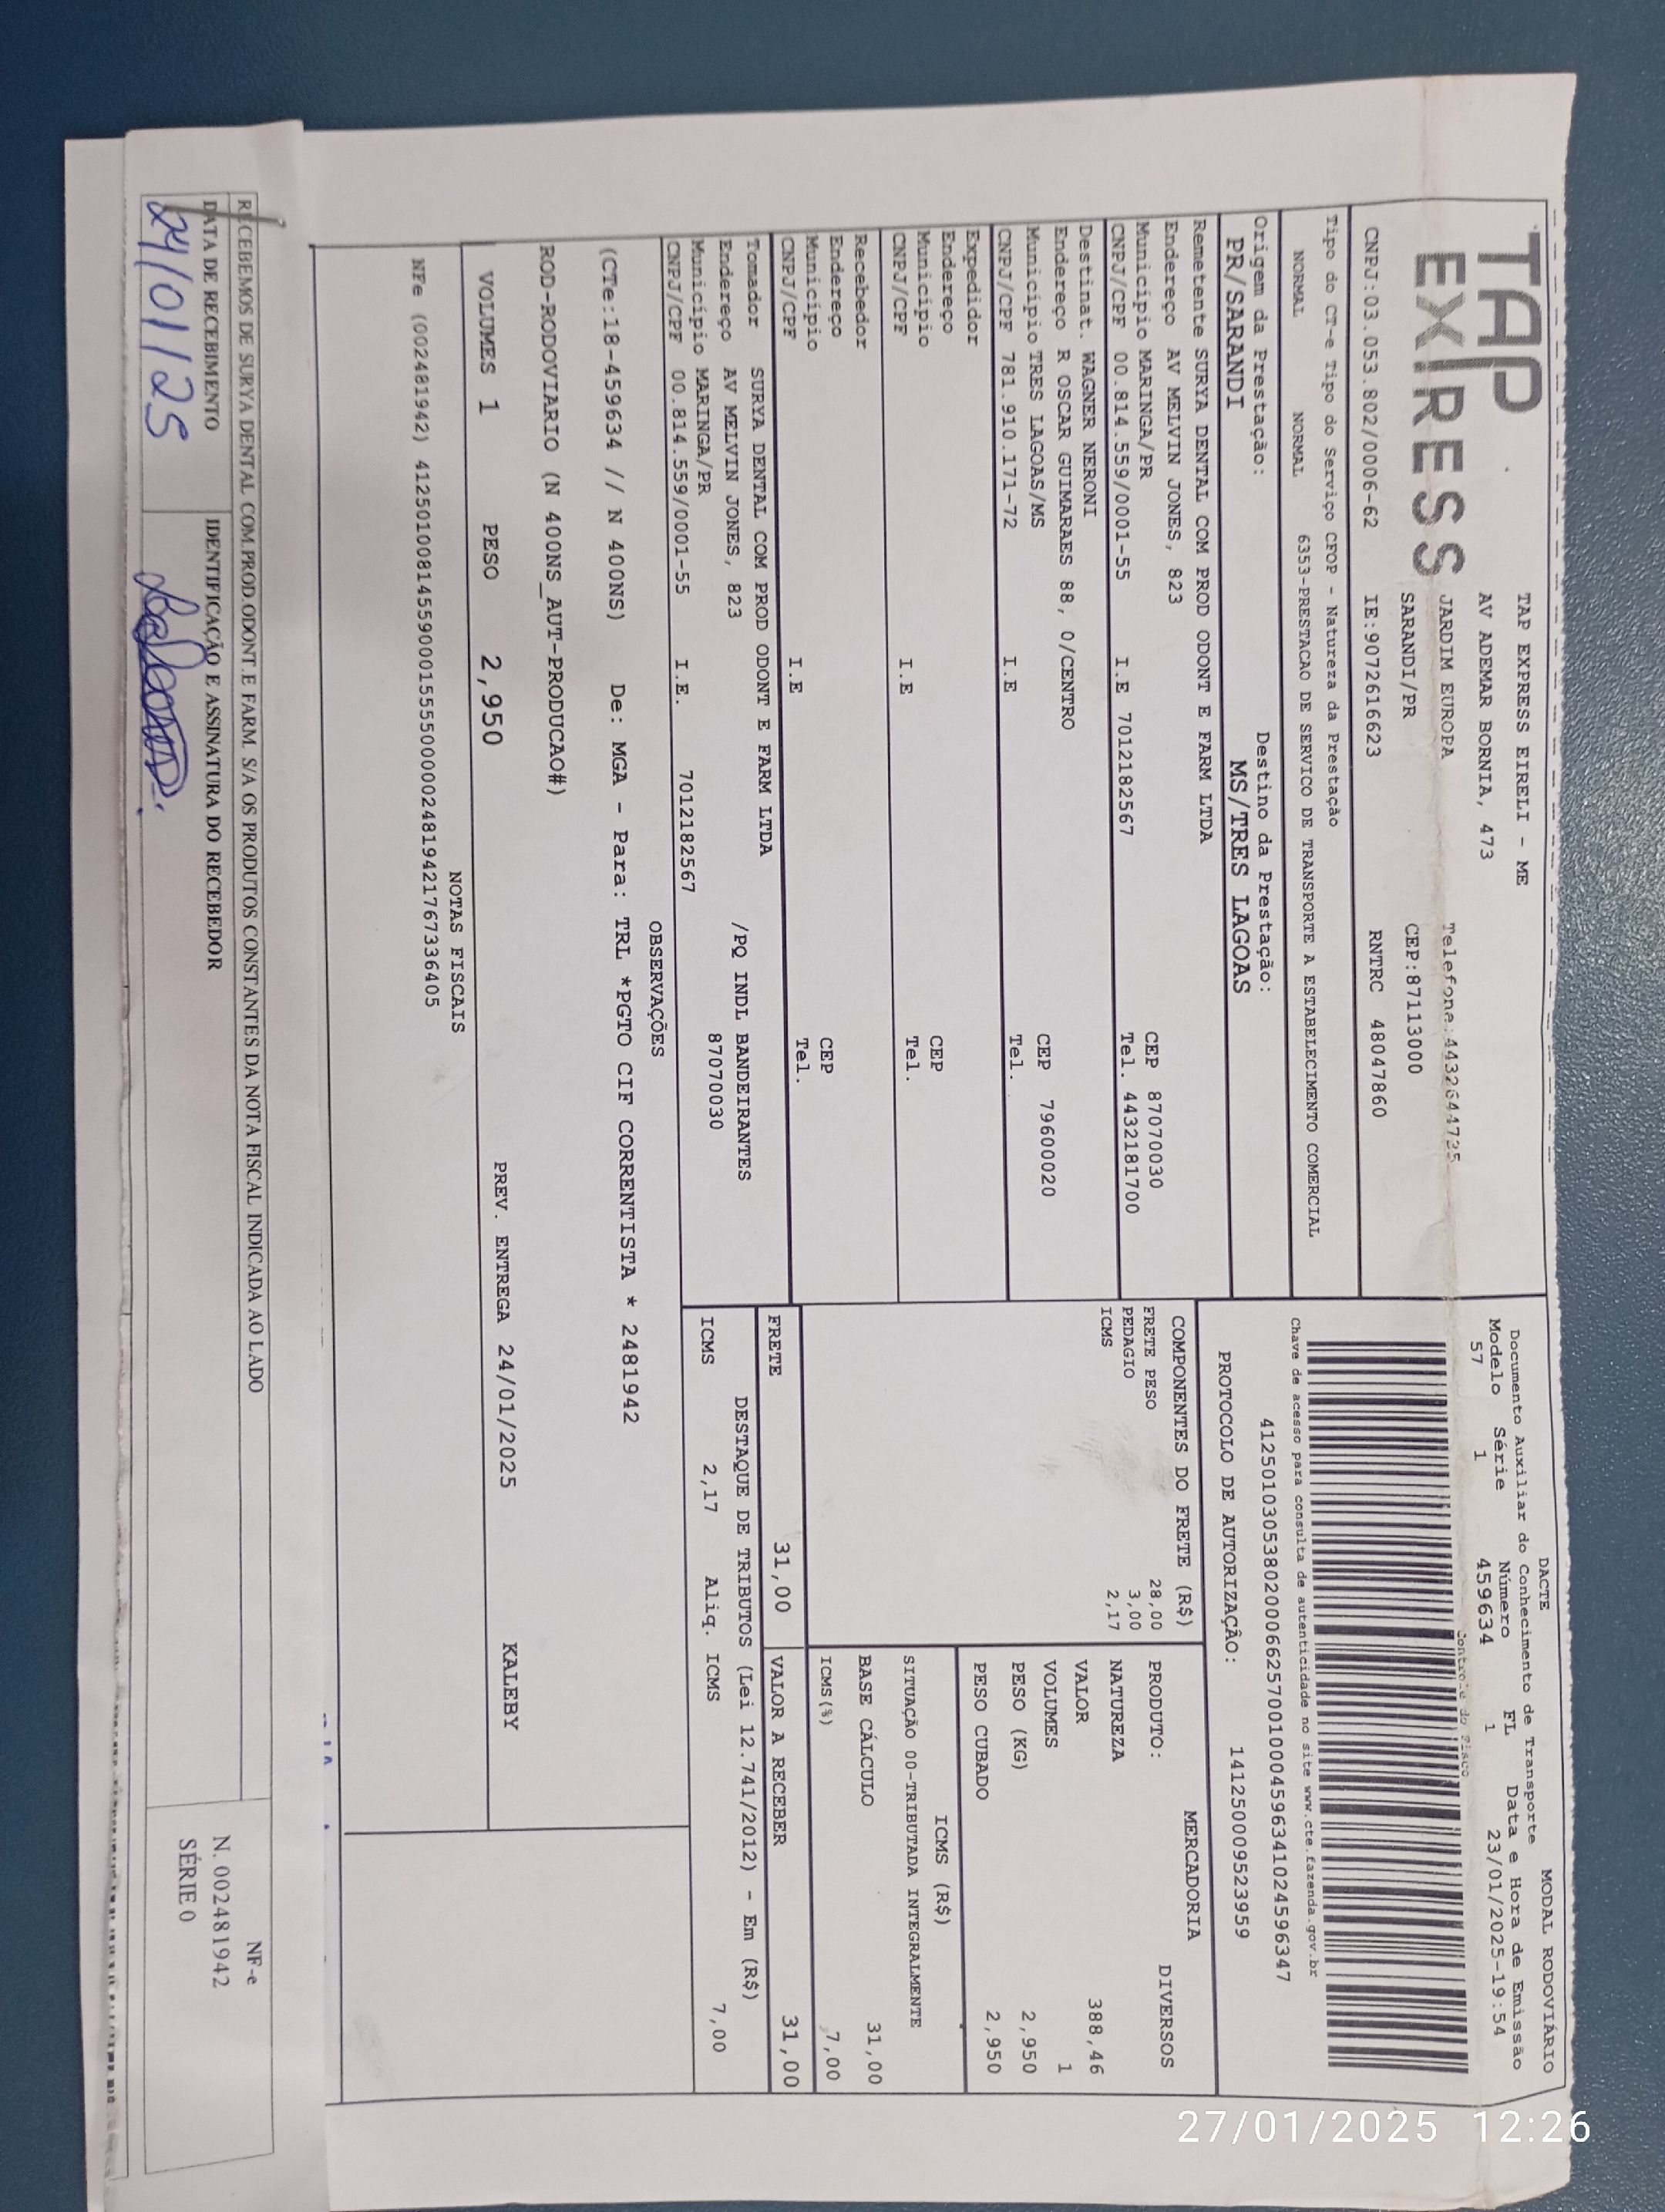 TAP
EXPRESS
TAP EXPRESS EIRELI - ME
AV ADEMAR BORNIA, 473
JARDIM EUROPA Telefone:4432644735
SARANDI/PR CEP:87113000
CNPJ:03.053.802/0006-62 IE:9072616623 RNTRC 48047860
DACTE MODAL RODOVIÁRIO
Documento Auxiliar do Conhecimento de Transporte
Modelo Série Número FL Data e Hora de Emissão
57 1 459634 1 23/01/2025-19:54
Controle do Fisco
Chave de acesso para consulta de autenticidade no site www.cte.fazenda.gov.br
41250103053802000662570010004596341024596347
PROTOCOLO DE AUTORIZAÇÃO: 141250009523959
Tipo do CT-e Tipo do Serviço CFOP - Natureza da Prestação
NORMAL NORMAL 6353-PRESTACAO DE SERVICO DE TRANSPORTE A ESTABELECIMENTO COMERCIAL
Origem da Prestação: Destino da Prestação:
PR/SARANDI MS/TRES LAGOAS
Remetente SURYA DENTAL COM PROD ODONT E FARM LTDA
Endereço AV MELVIN JONES, 823 CEP 87070030
Município MARINGA/PR Tel. 4432181700
CNPJ/CPF 00.814.559/0001-55 I.E 7012182567
Destinat. WAGNER NERONI
Endereço R OSCAR GUIMARAES 88, 0/CENTRO
Município TRES LAGOAS/MS CEP 79600020
CNPJ/CPF 781.910.171-72 I.E Tel.
Expedidor
Endereço
Município CEP
CNPJ/CPF I.E Tel.
Recebedor
Endereço
Município CEP
CNPJ/CPF I.E Tel.
Tomador SURYA DENTAL COM PROD ODONT E FARM LTDA
Endereço AV MELVIN JONES, 823 /PQ INDL BANDEIRANTES
Município MARINGA/PR 87070030
CNPJ/CPF 00.814.559/0001-55 I.E. 7012182567
COMPONENTES DO FRETE (R$)
FRETE PESO 28,00
PEDAGIO 3,00
ICMS 2,17
MERCADORIA
PRODUTO: DIVERSOS
NATUREZA
VALOR 388,46
VOLUMES 1
PESO (KG) 2,950
PESO CUBADO 2,950
ICMS (R$)
SITUAÇÃO 00-TRIBUTADA INTEGRALMENTE
BASE CÁLCULO 31,00
ICMS(%) 7,00
FRETE 31,00 VALOR A RECEBER 31,00
DESTAQUE DE TRIBUTOS (Lei 12.741/2012) - Em (R$)
ICMS 2,17 Aliq. ICMS 7,00
OBSERVAÇÕES
(CTe:18-459634 // N 400NS) De: MGA - Para: TRL *PGTO CIF CORRENTISTA * 2481942
ROD-RODOVIARIO (N 400NS_AUT-PRODUCAO#)
VOLUMES 1 PESO 2,950 PREV. ENTREGA 24/01/2025 KALEBY
NOTAS FISCAIS
NFe (002481942) 41250100814559000155550000024819421767336405
RECEBEMOS DE SURYA DENTAL COM.PROD.ODONT.E FARM. S/A OS PRODUTOS CONSTANTES DA NOTA FISCAL INDICADA AO LADO
DATA DE RECEBIMENTO IDENTIFICAÇÃO E ASSINATURA DO RECEBEDOR
24/01/25
NF-e
N. 002481942
SÉRIE 0
27/01/2025 12:26